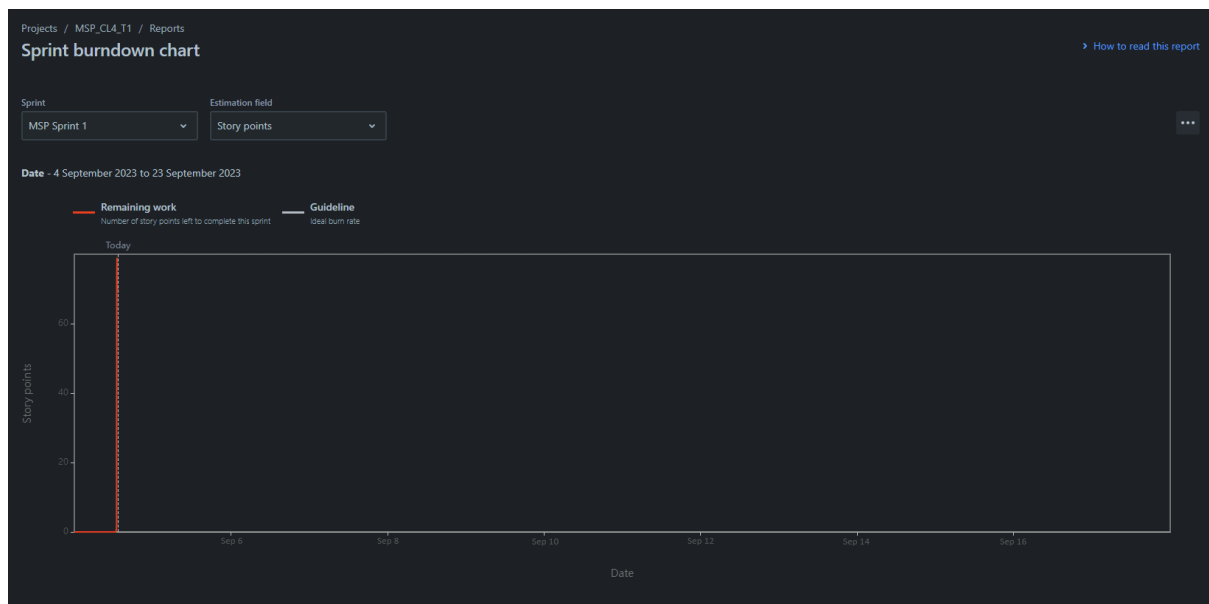 Projects / MSP_CL4_T1 / Reports
Sprint burndown chart
How to read this report
Sprint
Estimation field
MSP Sprint 1
Story points
Date - 4 September 2023 to 23 September 2023
Remaining work
Number of story points left to complete this sprint
Guideline
Ideal burn rate
Today
60
40
20
0
Story points
Sep 6 Sep 8 Sep 10 Sep 12 Sep 14 Sep 16
Date